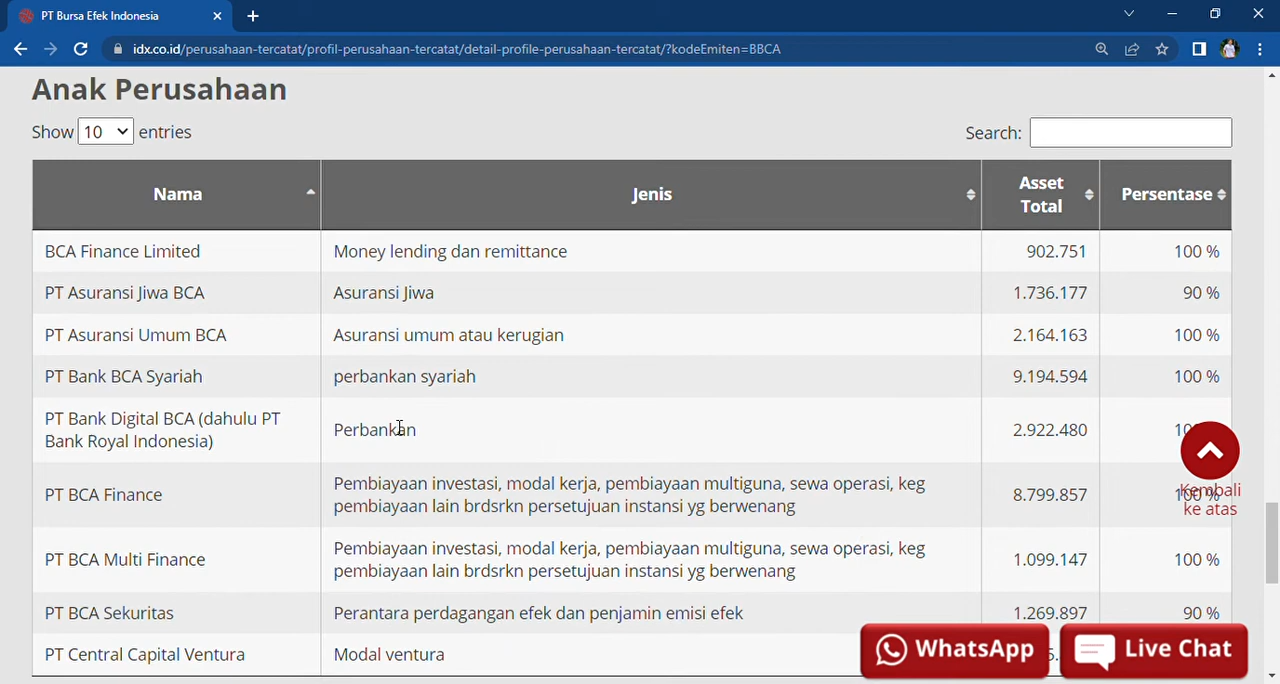 PT Bursa Efek Indonesia
idx.co.id/perusahaan-tercatat/profil-perusahaan-tercatat/detail-profile-perusahaan-tercatat/?kodeEmiten=BBCA
Anak Perusahaan
Show 10 entries
Search:
Nama Jenis Asset Total Persentase
BCA Finance Limited Money lending dan remittance 902.751 100 %
PT Asuransi Jiwa BCA Asuransi Jiwa 1.736.177 90 %
PT Asuransi Umum BCA Asuransi umum atau kerugian 2.164.163 100 %
PT Bank BCA Syariah perbankan syariah 9.194.594 100 %
PT Bank Digital BCA (dahulu PT
Bank Royal Indonesia)
Perbankan 2.922.480
PT BCA Finance
Pembiayaan investasi, modal kerja, pembiayaan multiguna, sewa operasi, keg
pembiayaan lain brdsrkn persetujuan instansi yg berwenang
8.799.857 100 %
Kembali
ke atas
PT BCA Multi Finance
Pembiayaan investasi, modal kerja, pembiayaan multiguna, sewa operasi, keg
pembiayaan lain brdsrkn persetujuan instansi yg berwenang
1.099.147 100 %
PT BCA Sekuritas Perantara perdagangan efek dan penjamin emisi efek 1.269.897 90 %
PT Central Capital Ventura Modal ventura
WhatsApp
Live Chat